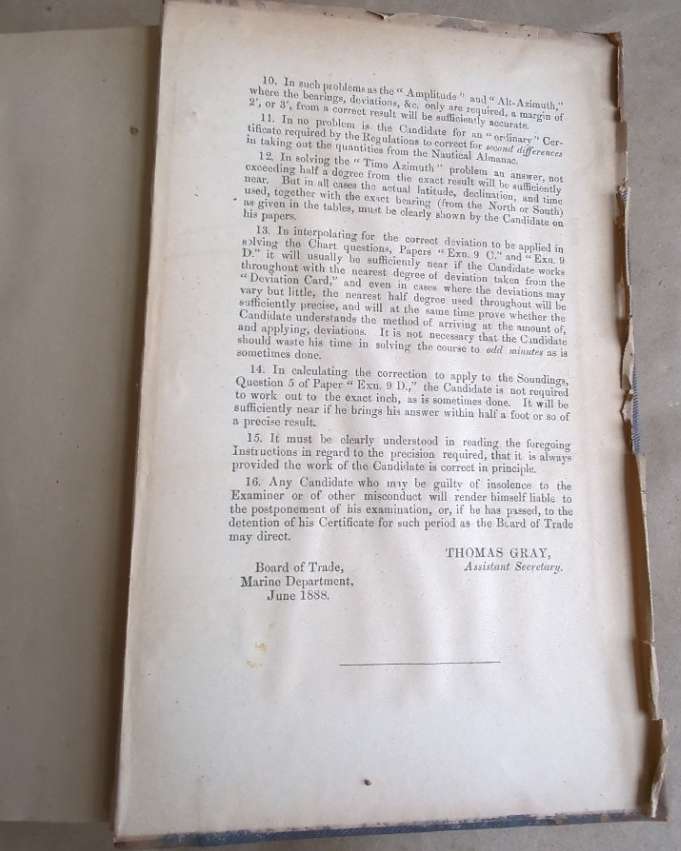 10. In such problems as the "Amplitude" and "Alt-Azimuth,"
where the bearings, deviations, &c. only are required, a margin of
2′, or 3′, from a correct result will be sufficiently accurate.
11. In no problem is the Candidate for an "ordinary" Cer-
tificate required by the Regulations to correct for second differences
in taking out the quantities from the Nautical Almanac.
12. In solving the "Time Azimuth" problem an answer, not
exceeding half a degree from the exact result will be sufficiently
near. But in all cases the actual latitude, declination, and time
used, together with the exact bearing (from the North or South)
as given in the tables, must be clearly shown by the Candidate on
his papers.
13. In interpolating for the correct deviation to be applied in
solving the Chart questions, Papers "Exn. 9 C." and "Exn. 9
D." it will usually be sufficiently near if the Candidate works
throughout with the nearest degree of deviation taken from the
"Deviation Card," and even in cases where the deviations may
vary but little, the nearest half degree used throughout will be
sufficiently precise, and will at the same time prove whether the
Candidate understands the method of arriving at the amount of,
and applying, deviations. It is not necessary that the Candidate
should waste his time in solving the course to odd minutes as is
sometimes done.
14. In calculating the correction to apply to the Soundings,
Question 5 of Paper "Exn. 9 D.," the Candidate is not required
to work out to the exact inch, as is sometimes done. It will be
sufficiently near if he brings his answer within half a foot or so of
a precise result.
15. It must be clearly understood in reading the foregoing
Instructions in regard to the precision required, that it is always
provided the work of the Candidate is correct in principle.
16. Any Candidate who may be guilty of insolence to the
Examiner or of other misconduct will render himself liable to
the postponement of his examination, or, if he has passed, to the
detention of his Certificate for such period as the Board of Trade
may direct.
THOMAS GRAY,
Assistant Secretary.
Board of Trade,
Marine Department,
June 1888.